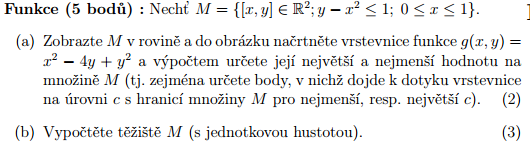 Funkce (5 bodů) : Nechť M = {[x, y] ∈ ℝ²; y − x² ≤ 1; 0 ≤ x ≤ 1}.
(a) Zobrazte M v rovině a do obrázku načrtněte vrstevnice funkce g(x, y) =
x² − 4y + y² a výpočtem určete její největší a nejmenší hodnotu na
množině M (tj. zejména určete body, v nichž dojde k dotyku vrstevnice
na úrovni c s hranicí množiny M pro nejmenší, resp. největší c). (2)
(b) Vypočtěte těžiště M (s jednotkovou hustotou). (3)